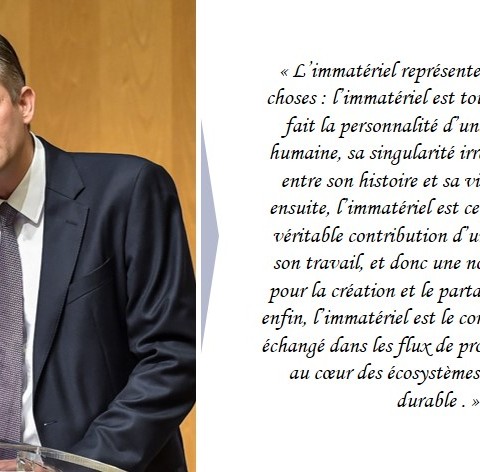 « L’immatériel représente
choses : l’immatériel est tou
fait la personnalité d’un
humaine, sa singularité irr
entre son histoire et sa vi
ensuite, l’immatériel est ce
véritable contribution d’u
son travail, et donc une no
pour la création et le parta
enfin, l’immatériel est le co
échangé dans les flux de pro
au cœur des écosystèmes
durable . »